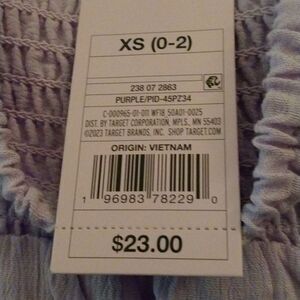 XS (0-2)
238 07 2863
PURPLE/PID-45PZ34
C-000965-01-011 WF18 50A01-0025
DIST. BY TARGET CORPORATION, MPLS., MN 55403
©2023 TARGET BRANDS, INC. SHOP TARGET.COM
ORIGIN: VIETNAM
1 96983 78229 0
$23.00